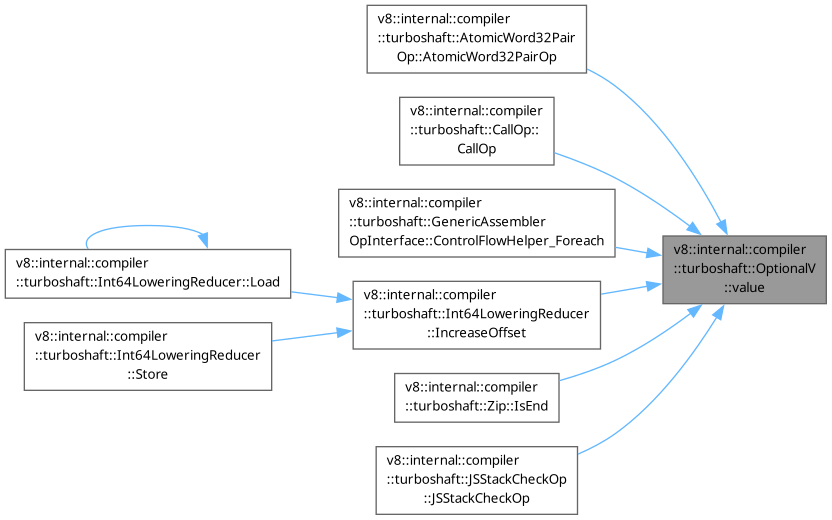 v8::internal::compiler
::turboshaft::AtomicWord32Pair
Op::AtomicWord32PairOp
v8::internal::compiler
::turboshaft::CallOp::
CallOp
v8::internal::compiler
::turboshaft::GenericAssembler
OpInterface::ControlFlowHelper_Foreach
v8::internal::compiler
::turboshaft::OptionalV
::value
v8::internal::compiler
::turboshaft::Int64LoweringReducer::Load
v8::internal::compiler
::turboshaft::Int64LoweringReducer
::IncreaseOffset
v8::internal::compiler
::turboshaft::Int64LoweringReducer
::Store
v8::internal::compiler
::turboshaft::Zip::IsEnd
v8::internal::compiler
::turboshaft::JSStackCheckOp
::JSStackCheckOp